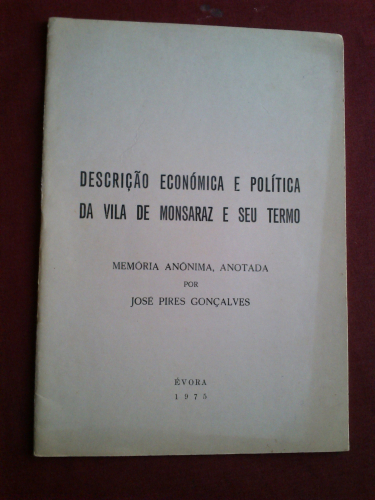 DESCRIÇÃO ECONÓMICA E POLÍTICA
DA VILA DE MONSARAZ E SEU TERMO
MEMÓRIA ANÓNIMA, ANOTADA
POR
JOSÉ PIRES GONÇALVES
ÉVORA
1975